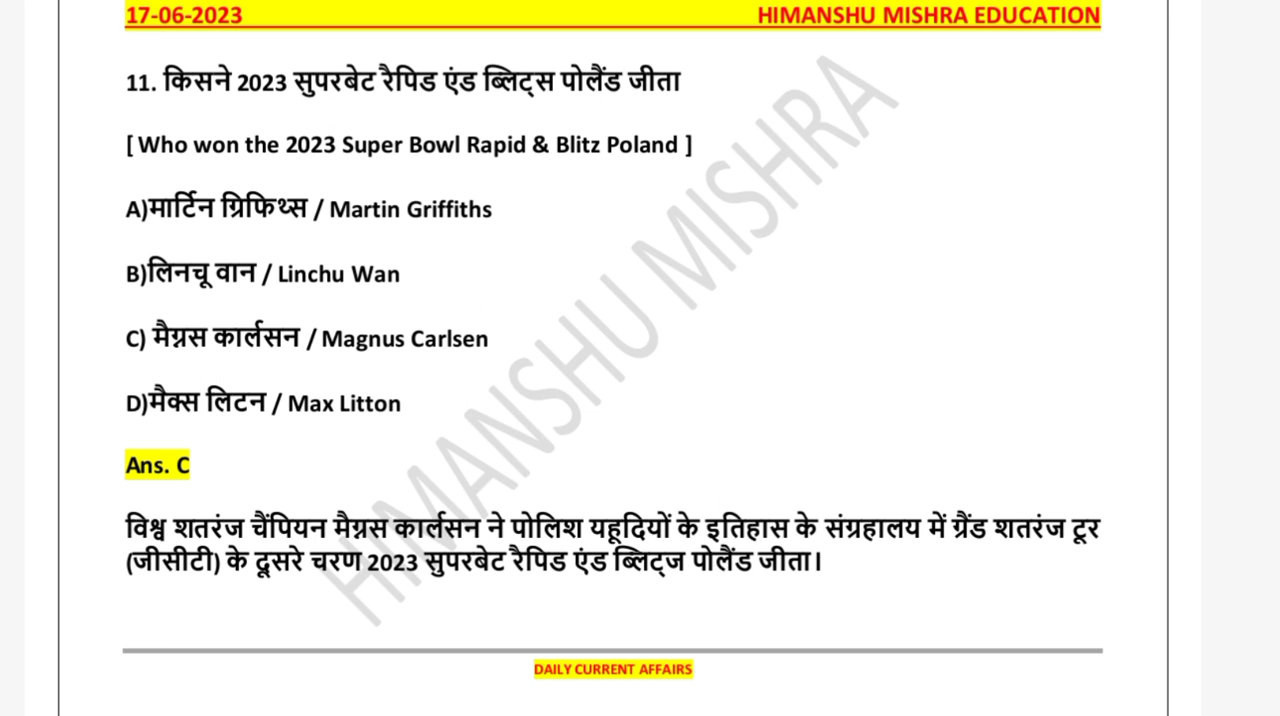 17-06-2023 HIMANSHU MISHRA EDUCATION
11. किसने 2023 सुपरबेट रैपिड एंड ब्लिट्स पोलैंड जीता
[ Who won the 2023 Super Bowl Rapid & Blitz Poland ]
A)मार्टिन ग्रिफिथ्स / Martin Griffiths
B)लिनचू वान / Linchu Wan
C) मैग्नस कार्लसन / Magnus Carlsen
D)मैक्स लिटन / Max Litton
Ans. C
विश्व शतरंज चैंपियन मैग्नस कार्लसन ने पोलिश यहूदियों के इतिहास के संग्रहालय में ग्रैंड शतरंज टूर
(जीसीटी) के दूसरे चरण 2023 सुपरबेट रैपिड एंड ब्लिट्ज पोलैंड जीता।
HIMANSHU MISHRA
DAILY CURRENT AFFAIRS